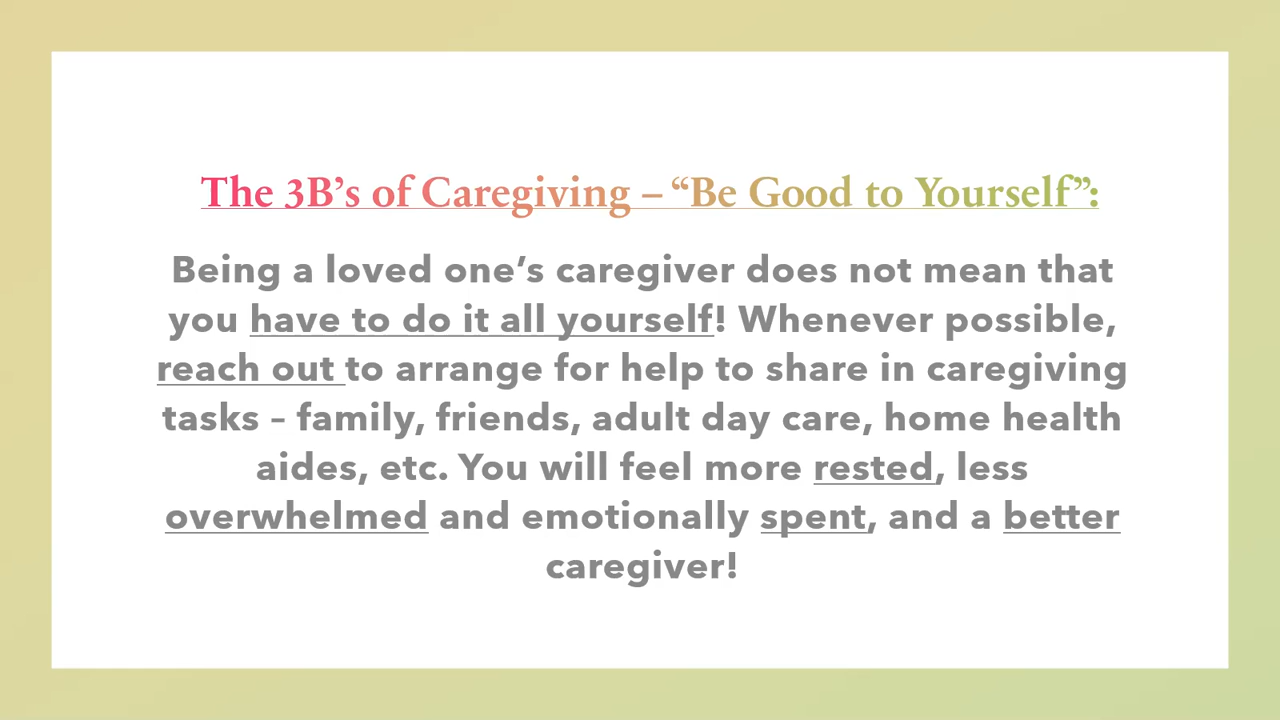 The 3B’s of Caregiving – “Be Good to Yourself”:
Being a loved one’s caregiver does not mean that
you have to do it all yourself! Whenever possible,
reach out to arrange for help to share in caregiving
tasks – family, friends, adult day care, home health
aides, etc. You will feel more rested, less
overwhelmed and emotionally spent, and a better
caregiver!